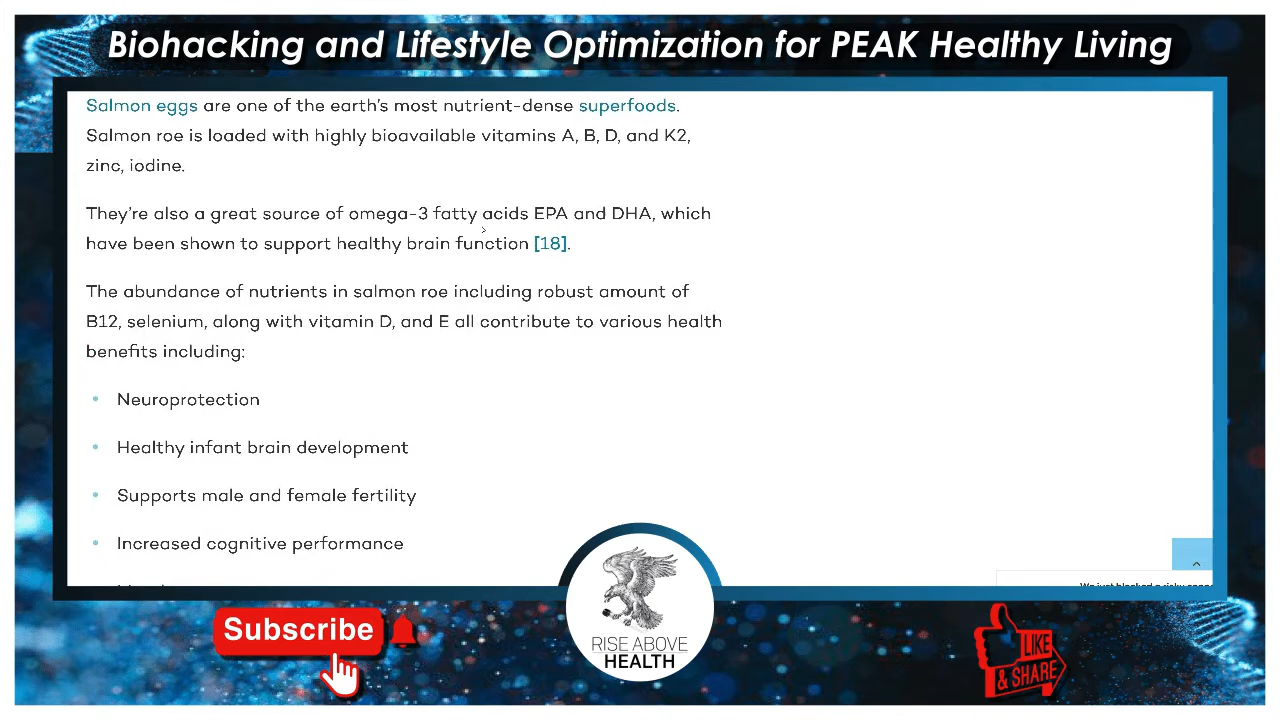 Biohacking and Lifestyle Optimization for PEAK Healthy Living
Salmon eggs are one of the earth's most nutrient-dense superfoods.
Salmon roe is loaded with highly bioavailable vitamins A, B, D, and K2,
zinc, iodine.
They're also a great source of omega-3 fatty acids EPA and DHA, which
have been shown to support healthy brain function [18].
The abundance of nutrients in salmon roe including robust amount of
B12, selenium, along with vitamin D, and E all contribute to various health
benefits including:
• Neuroprotection
• Healthy infant brain development
• Supports male and female fertility
• Increased cognitive performance
We just blocked a risky
Subscribe
RISE ABOVE
HEALTH
LIKE
& SHARE